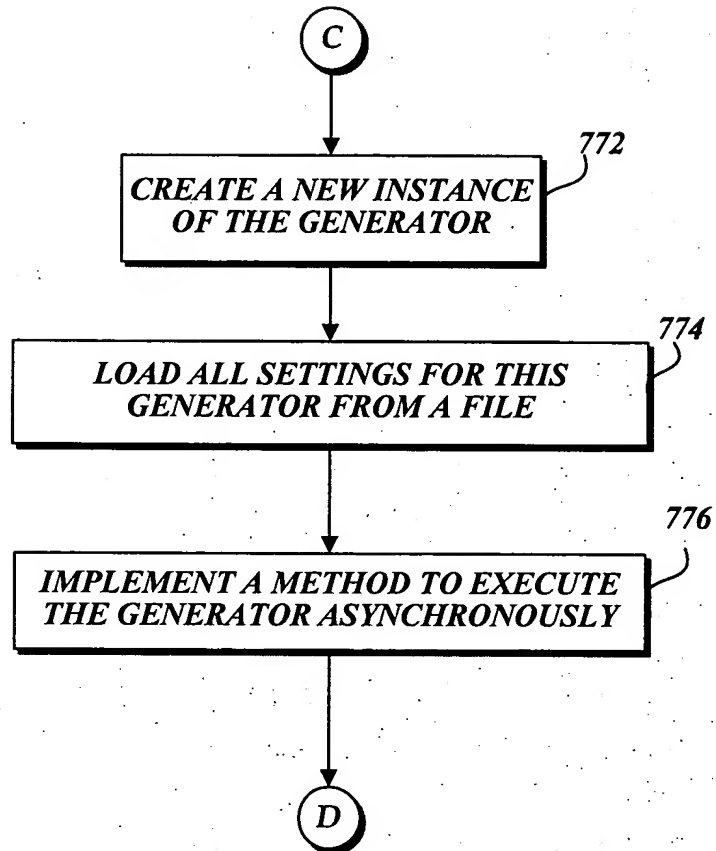 C
772
CREATE A NEW INSTANCE
OF THE GENERATOR
774
LOAD ALL SETTINGS FOR THIS
GENERATOR FROM A FILE
776
IMPLEMENT A METHOD TO EXECUTE
THE GENERATOR ASYNCHRONOUSLY
D